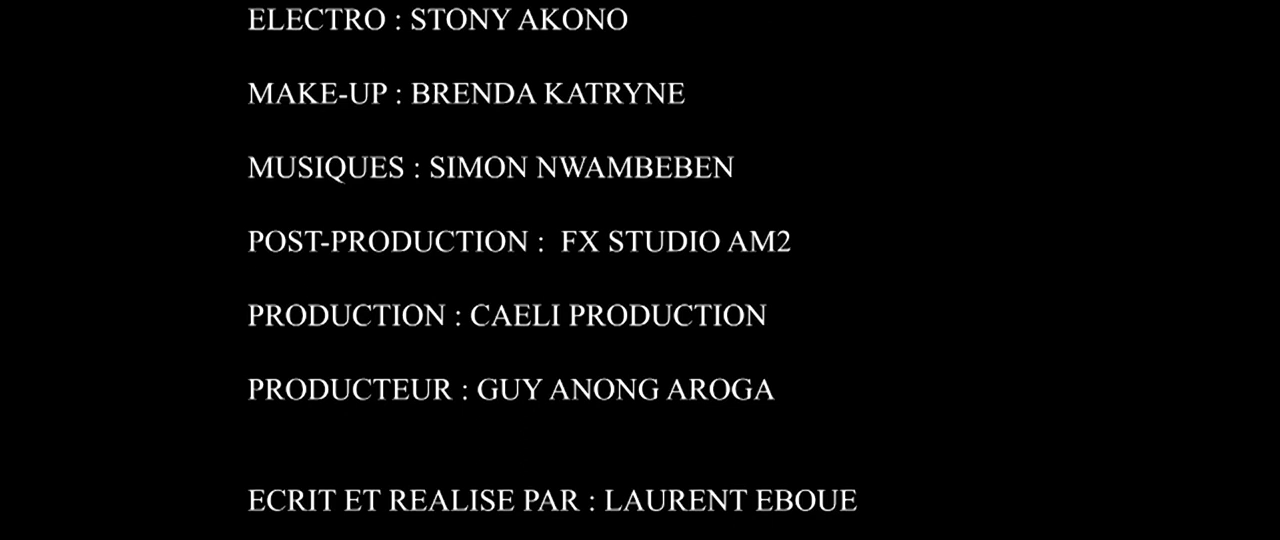 ELECTRO : STONY AKONO
MAKE-UP : BRENDA KATRYNE
MUSIQUES : SIMON NWAMBEBEN
POST-PRODUCTION :  FX STUDIO AM2
PRODUCTION : CAELI PRODUCTION
PRODUCTEUR : GUY ANONG AROGA
ECRIT ET REALISE PAR : LAURENT EBOUE